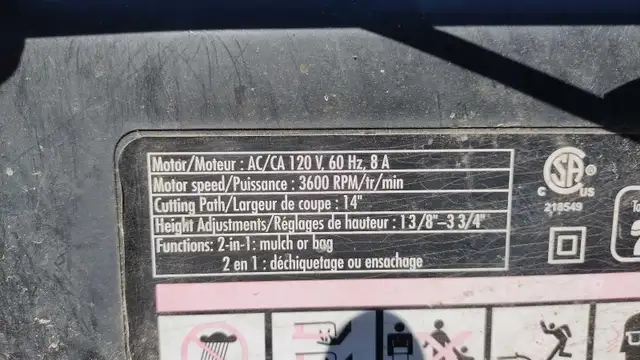 Motor/Moteur : AC/CA 120 V, 60 Hz, 8 A
Motor speed/Puissance : 3600 RPM/tr/min
Cutting Path/Largeur de coupe : 14"
Height Adjustments/Réglages de hauteur : 1 3/8"–3 3/4"
Functions: 2-in-1: mulch or bag
2 en 1 : déchiquetage ou ensachage
CSA
C US
218549